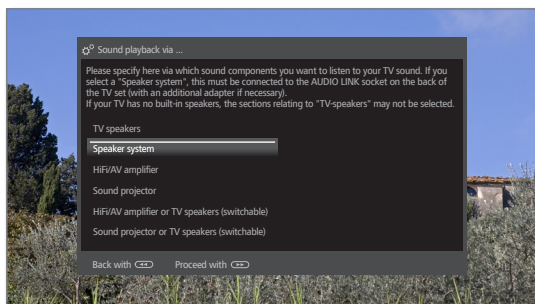 Sound playback via ...
Please specify here via which sound components you want to listen to your TV sound. If you
select a "Speaker system", this must be connected to the AUDIO LINK socket on the back of
the TV set (with an additional adapter if necessary).
If your TV has no built-in speakers, the sections relating to "TV-speakers" may not be selected.
TV speakers
Speaker system
HiFi/AV amplifier
Sound projector
HiFi/AV amplifier or TV speakers (switchable)
Sound projector or TV speakers (switchable)
Back with Proceed with